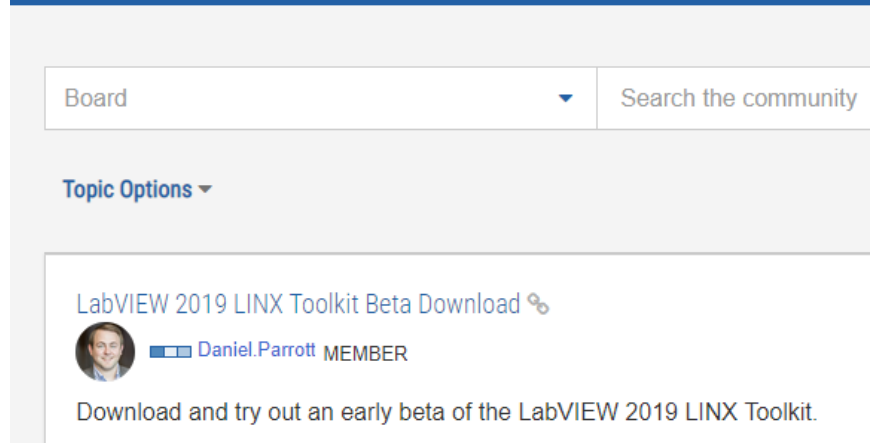 Board
Search the community
Topic Options
LabVIEW 2019 LINX Toolkit Beta Download
Daniel.Parrott MEMBER
Download and try out an early beta of the LabVIEW 2019 LINX Toolkit.